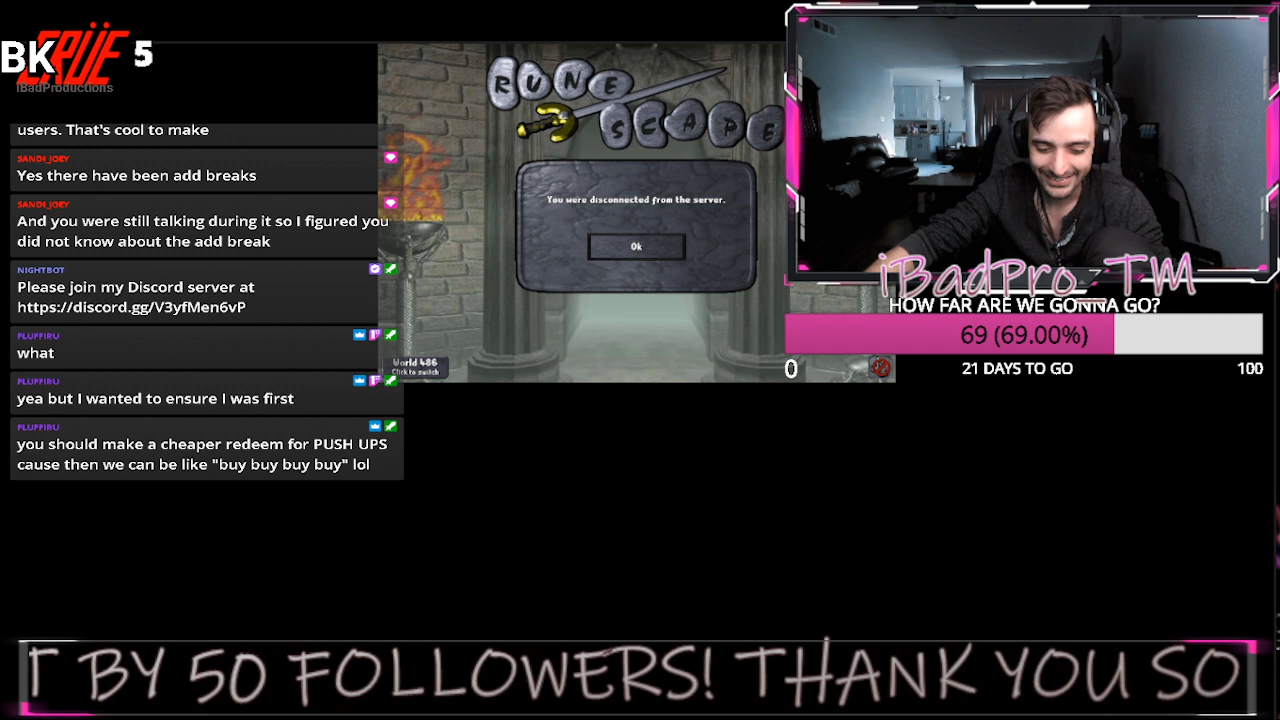 BK CRÜE 5
iBadProductions
users. That's cool to make
SANDI_JOEY
Yes there have been add breaks
SANDI_JOEY
And you were still talking during it so I figured you
did not know about the add break
NIGHTBOT
Please join my Discord server at
https://discord.gg/V3yfMen6vP
FLUFFIRU
what
FLUFFIRU
yea but I wanted to ensure I was first
FLUFFIRU
you should make a cheaper redeem for PUSH UPS
cause then we can be like "buy buy buy buy" lol
RUNE
SCAPE
You were disconnected from the server.
Ok
World 486
Click to switch
iBadPro_TM
HOW FAR ARE WE GONNA GO?
69 (69.00%)
0
21 DAYS TO GO
100
T BY 50 FOLLOWERS! THANK YOU SO